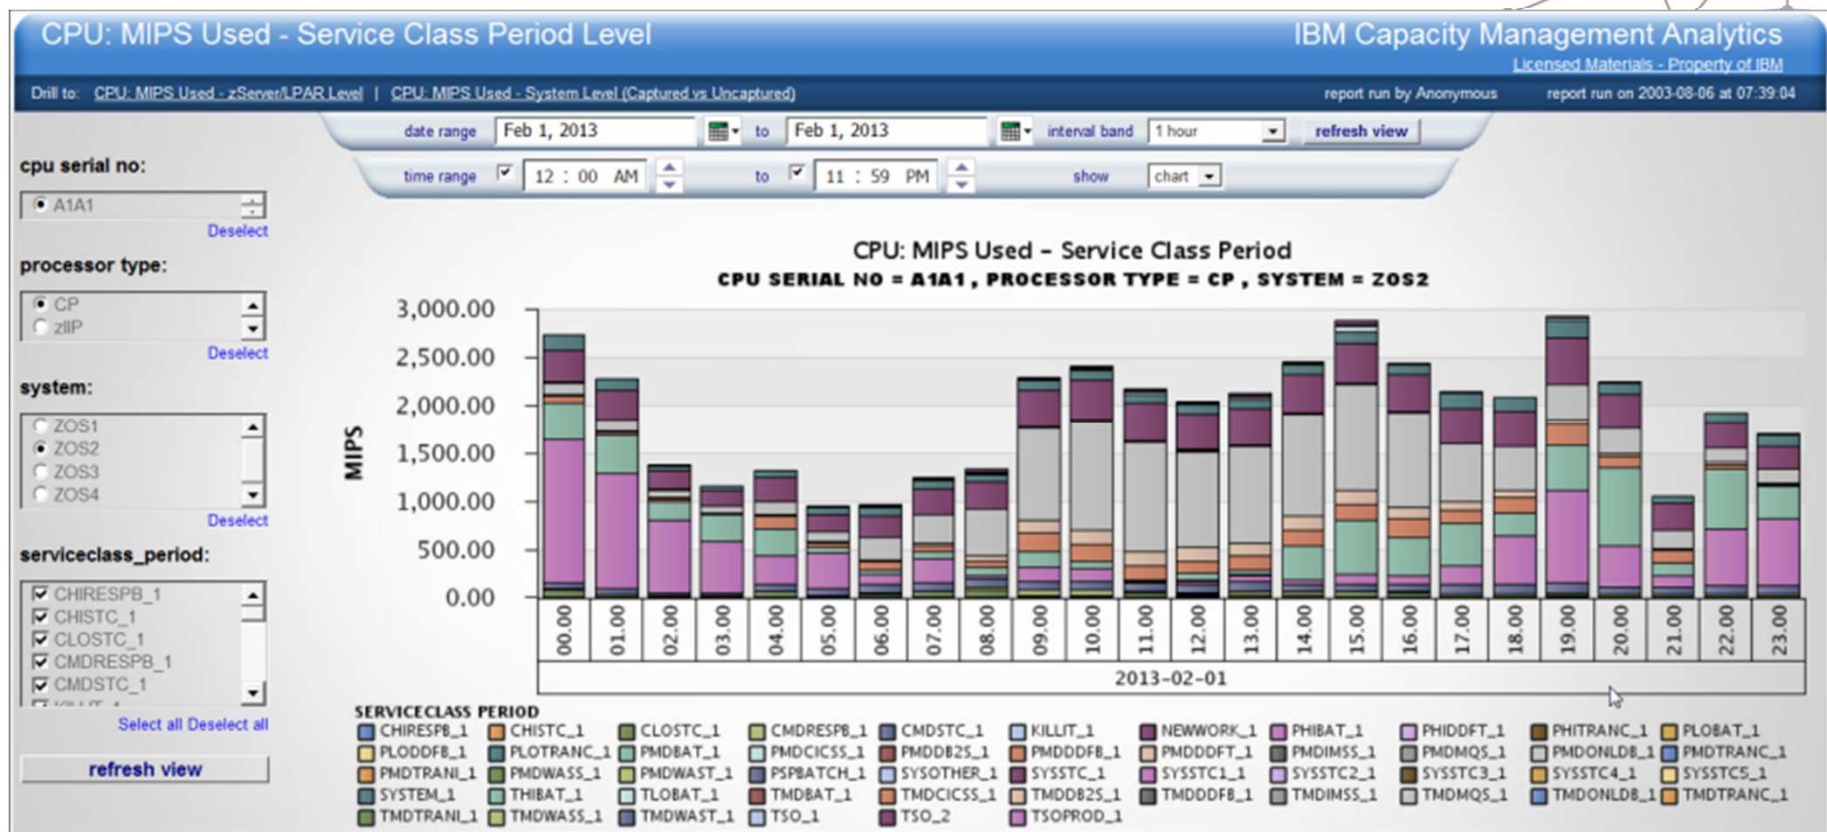 CPU: MIPS Used - Service Class Period Level
IBM Capacity Management Analytics
Licensed Materials - Property of IBM
Drill to: CPU: MIPS Used - zServer/LPAR Level | CPU: MIPS Used - System Level (Captured vs Uncaptured)
report run by Anonymous report run on 2003-08-06 at 07:39:04
date range Feb 1, 2013 to Feb 1, 2013 interval band 1 hour refresh view
time range 12 : 00 AM to 11 : 59 PM show chart
cpu serial no:
A1A1
Deselect
processor type:
CP
zIIP
Deselect
system:
ZOS1
ZOS2
ZOS3
ZOS4
Deselect
serviceclass_period:
CHIRESPB_1
CHISTC_1
CLOSTC_1
CMDRESPB_1
CMDSTC_1
Select all Deselect all
refresh view
CPU: MIPS Used - Service Class Period
CPU SERIAL NO = A1A1 , PROCESSOR TYPE = CP , SYSTEM = ZOS2
MIPS
3,000.00
2,500.00
2,000.00
1,500.00
1,000.00
500.00
0.00
00.00 01.00 02.00 03.00 04.00 05.00 06.00 07.00 08.00 09.00 10.00 11.00 12.00 13.00 14.00 15.00 16.00 17.00 18.00 19.00 20.00 21.00 22.00 23.00
2013-02-01
SERVICECLASS PERIOD
CHIRESPB_1 CHISTC_1 CLOSTC_1 CMDRESPB_1 CMDSTC_1 KILLIT_1 NEWWORK_1 PHIBAT_1 PHIDDFT_1 PHITRANC_1 PLOBAT_1
PLODDFB_1 PLOTRANC_1 PMDBAT_1 PMDCICSS_1 PMDDB2S_1 PMDDDFB_1 PMDDDFT_1 PMDIMSS_1 PMDMQS_1 PMDONLDB_1 PMDTRANC_1
PMDTRANI_1 PMDWASS_1 PMDWAST_1 PSPBATCH_1 SYSOTHER_1 SYSSTC_1 SYSSTC1_1 SYSSTC2_1 SYSSTC3_1 SYSSTC4_1 SYSSTC5_1
SYSTEM_1 THIBAT_1 TLOBAT_1 TMDBAT_1 TMDCICSS_1 TMDDB2S_1 TMDDDFB_1 TMDIMSS_1 TMDMQS_1 TMDONLDB_1 TMDTRANC_1
TMDTRANI_1 TMDWASS_1 TMDWAST_1 TSO_1 TSO_2 TSOPROD_1